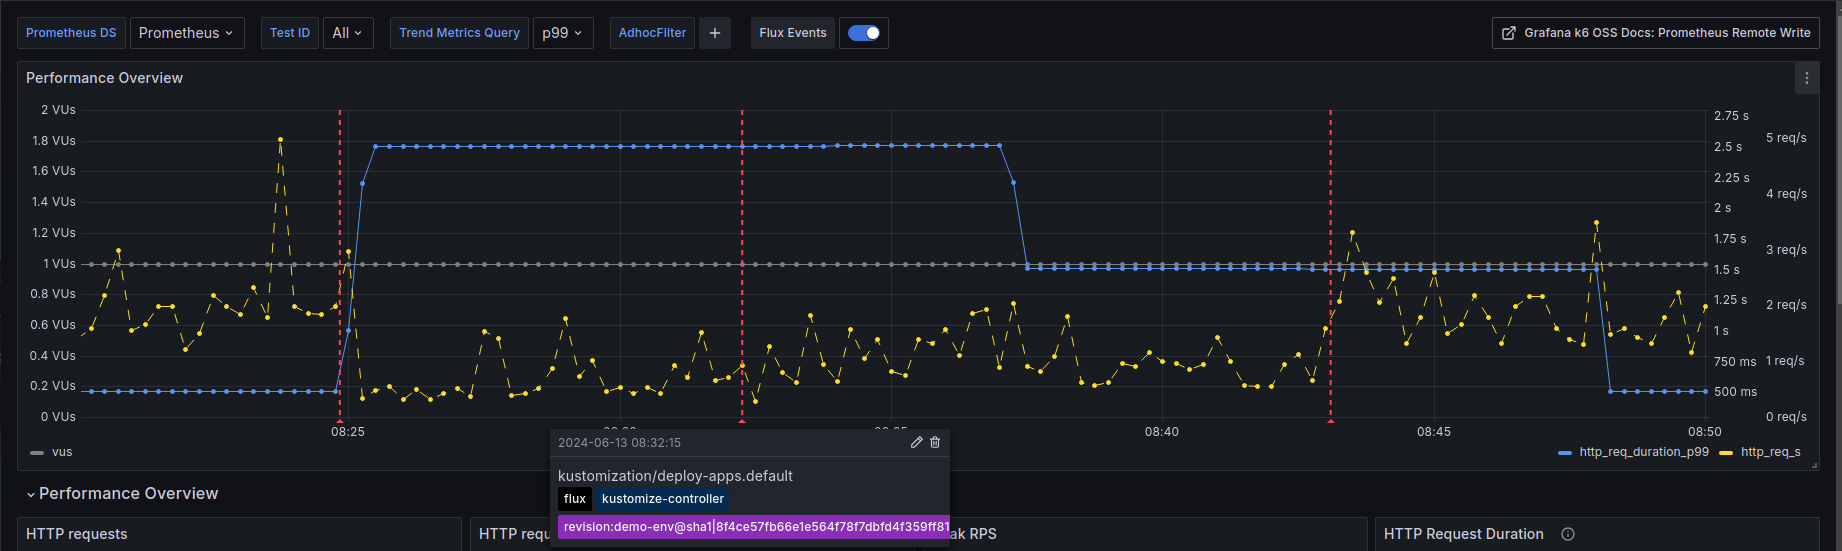 Prometheus DS Prometheus Test ID All Trend Metrics Query p99 AdhocFilter + Flux Events Grafana k6 OSS Docs: Prometheus Remote Write
Performance Overview
2 VUs
1.8 VUs
1.6 VUs
1.4 VUs
1.2 VUs
1 VUs
0.8 VUs
0.6 VUs
0.4 VUs
0.2 VUs
0 VUs
2.75 s
2.5 s
2.25 s
2 s
1.75 s
1.5 s
1.25 s
1 s
750 ms
500 ms
5 req/s
4 req/s
3 req/s
2 req/s
1 req/s
0 req/s
08:25 08:40 08:45 08:50
vus http_req_duration_p99 http_req_s
2024-06-13 08:32:15
kustomization/deploy-apps.default
flux kustomize-controller
revision:demo-env@sha1|8f4ce57fb66e1e564f78f7dbfd4f359ff81
Performance Overview
HTTP requests HTTP requ ak RPS HTTP Request Duration